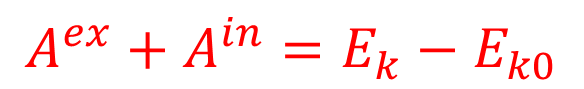 $A^{ex} + A^{in} = E_k - E_{k0}$